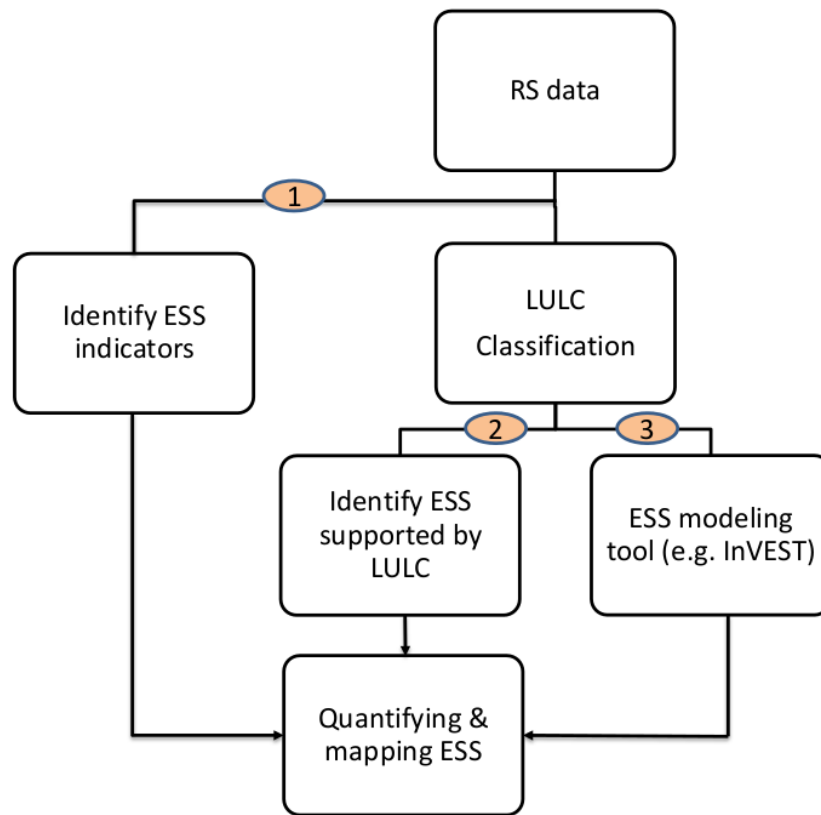 RS data
1
Identify ESS
indicators
LULC
Classification
2
3
Identify ESS
supported by
LULC
ESS modeling
tool (e.g. InVEST)
Quantifying &
mapping ESS